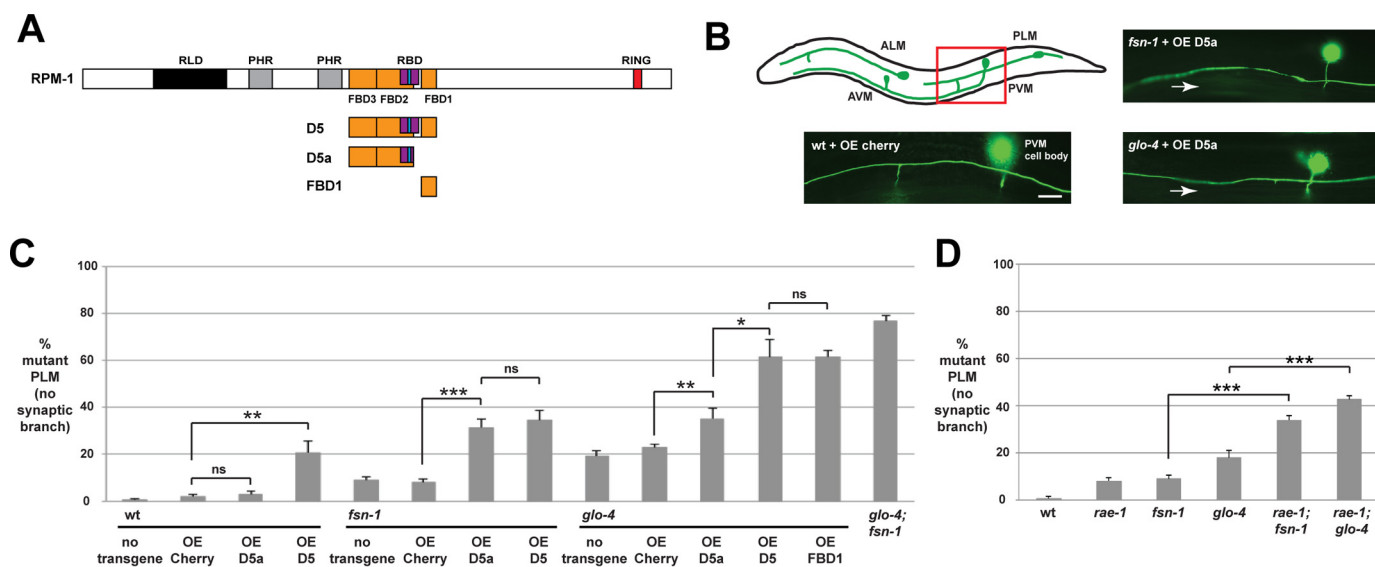 A
RLD PHR PHR RBD RING
RPM-1
FBD3 FBD2 FBD1
D5
D5a
FBD1
B
ALM PLM
AVM PVM
wt + OE cherry
PVM
cell body
fsn-1 + OE D5a
glo-4 + OE D5a
C
%
mutant
PLM
(no
synaptic
branch)
100
80
60
40
20
0
**
ns
***
ns
**
*
ns
wt
fsn-1
glo-4
glo-4;
fsn-1
no
transgene
OE
Cherry
OE
D5a
OE
D5
no
transgene
OE
Cherry
OE
D5a
OE
D5
no
transgene
OE
Cherry
OE
D5a
OE
D5
OE
FBD1
D
%
mutant
PLM
(no
synaptic
branch)
100
80
60
40
20
0
***
***
wt
rae-1
fsn-1
glo-4
rae-1;
fsn-1
rae-1;
glo-4